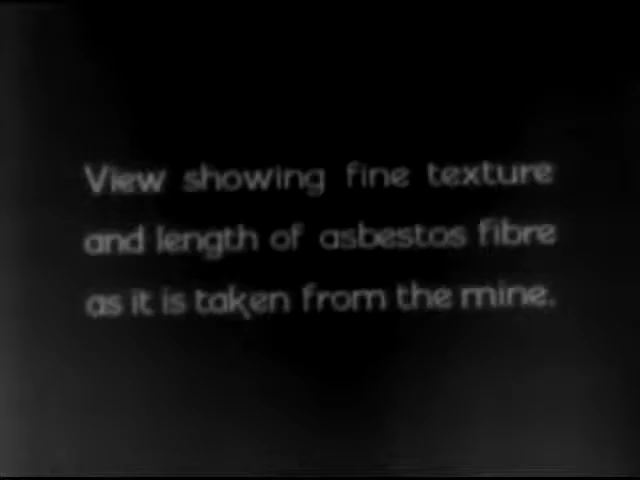 View showing fine texture
and length of asbestos fibre
as it is taken from the mine.